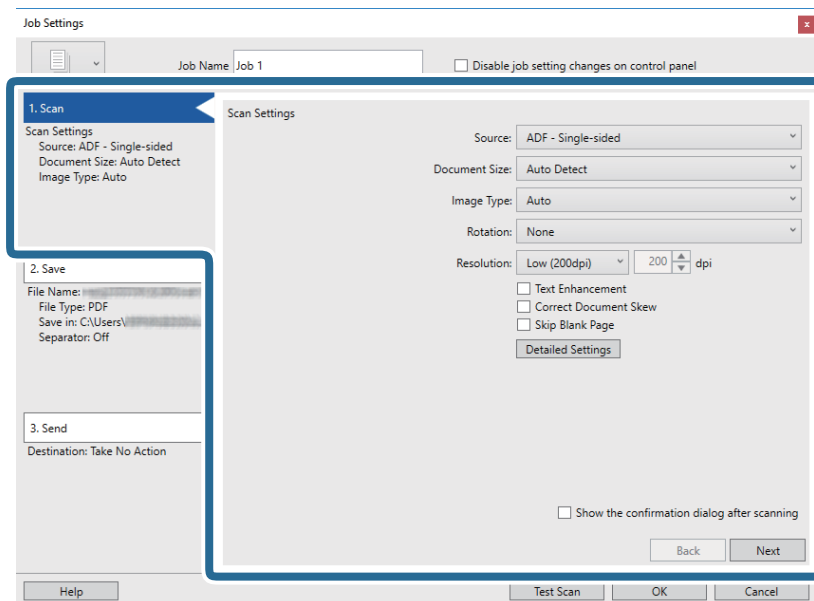 Job Settings
x
Job Name Job 1 Disable job setting changes on control panel
1. Scan
Scan Settings
Source: ADF - Single-sided
Document Size: Auto Detect
Image Type: Auto
2. Save
File Name:
File Type: PDF
Save in: C:\Users\
Separator: Off
3. Send
Destination: Take No Action
Scan Settings
Source: ADF - Single-sided
Document Size: Auto Detect
Image Type: Auto
Rotation: None
Resolution: Low (200dpi) 200 dpi
Text Enhancement
Correct Document Skew
Skip Blank Page
Detailed Settings
Show the confirmation dialog after scanning
Back Next
Help Test Scan OK Cancel